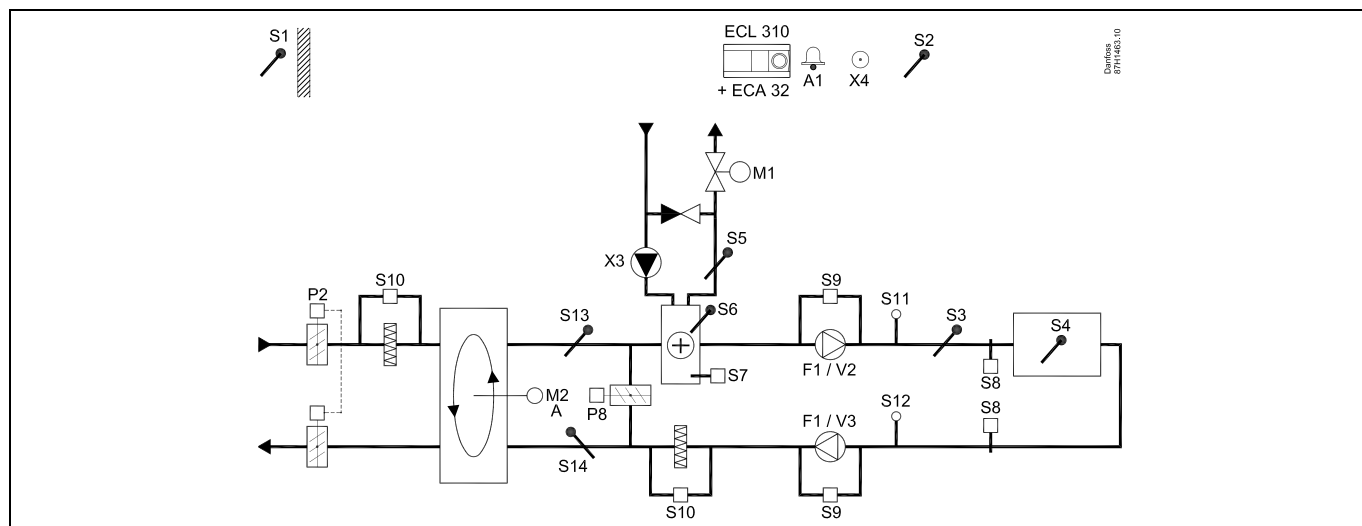 S1
ECL 310
+ ECA 32
A1
X4
S2
Danfoss
87H1463.10
M1
S5
X3
S10
P2
S13
S6
S9
S11
S3
S4
F1 / V2
S7
S8
M2
A
P8
S12
S8
F1 / V3
S14
S10
S9